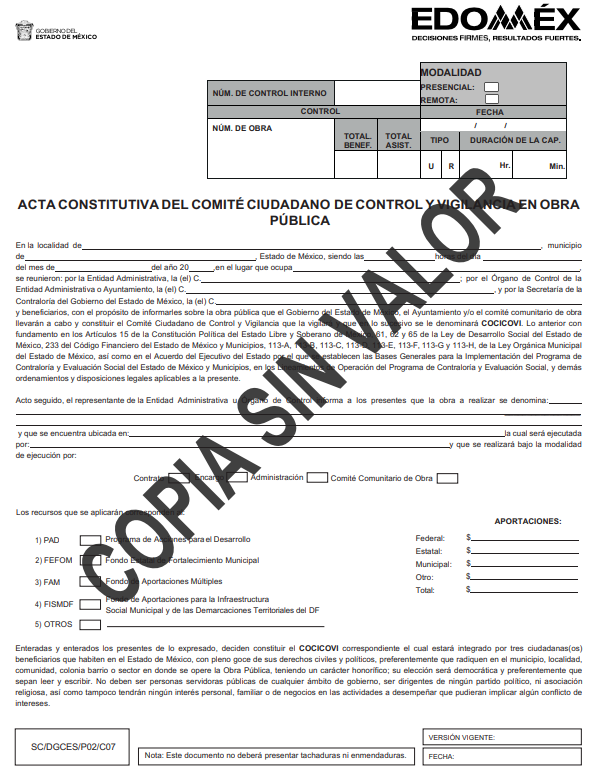 GOBIERNO DEL
ESTADO DE MÉXICO
EDOMÉX
DECISIONES FIRMES, RESULTADOS FUERTES.
NÚM. DE CONTROL INTERNO
MODALIDAD
PRESENCIAL:
REMOTA:
CONTROL
FECHA
NÚM. DE OBRA
TOTAL. BENEF.
TOTAL ASIST.
/ /
TIPO
DURACIÓN DE LA CAP.
U R
Hr.
Min.
ACTA CONSTITUTIVA DEL COMITÉ CIUDADANO DE CONTROL Y VIGILANCIA EN OBRA
PÚBLICA
En la localidad de , municipio
de , Estado de México, siendo las horas del día
del mes de del año 20 ,en el lugar que ocupa ,
se reunieron: por la Entidad Administrativa, la (el) C. ; por el Órgano de Control de la
Entidad Administrativa o Ayuntamiento, la (el) C. , y por la Secretaría de la
Contraloría del Gobierno del Estado de México, la (el) C.
y beneficiarios, con el propósito de informarles sobre la obra pública que el Gobierno del Estado de México, el Ayuntamiento y/o el comité comunitario de obra
llevarán a cabo y constituir el Comité Ciudadano de Control y Vigilancia que la vigilará y que en lo sucesivo se le denominará COCICOVI. Lo anterior con
fundamento en los Artículos 15 de la Constitución Política del Estado Libre y Soberano de México, 61, 62 y 65 de la Ley de Desarrollo Social del Estado de
México, 233 del Código Financiero del Estado de México y Municipios, 113-A, 113-B, 113-C, 113-D, 113-E, 113-F, 113-G y 113-H, de la Ley Orgánica Municipal
del Estado de México, así como en el Acuerdo del Ejecutivo del Estado por el que se establecen las Bases Generales para la Implementación del Programa de
Contraloría y Evaluación Social del Estado de México y Municipios, en los Lineamientos de Operación del Programa de Contraloría y Evaluación Social, y demás
ordenamientos y disposiciones legales aplicables a la presente.
Acto seguido, el representante de la Entidad Administrativa u Órgano de Control informa a los presentes que la obra a realizar se denomina:
y que se encuentra ubicada en: la cual será ejecutada
por: y que se realizará bajo la modalidad
de ejecución por:
Contrato Encargo Administración Comité Comunitario de Obra
Los recursos que se aplicarán corresponden a:
APORTACIONES:
1) PAD Programa de Acciones para el Desarrollo
2) FEFOM Fondo Estatal de Fortalecimiento Municipal
3) FAM Fondo de Aportaciones Múltiples
4) FISMDF Fondo de Aportaciones para la Infraestructura
Social Municipal y de las Demarcaciones Territoriales del DF
5) OTROS
Federal: $
Estatal: $
Municipal: $
Otro: $
Total: $
Enteradas y enterados los presentes de lo expresado, deciden constituir el COCICOVI correspondiente el cual estará integrado por tres ciudadanas(os)
beneficiarios que habiten en el Estado de México, con pleno goce de sus derechos civiles y políticos, preferentemente que radiquen en el municipio, localidad,
comunidad, colonia barrio o sector en donde se opere la Obra Pública, teniendo un carácter honorífico; su elección será democrática y preferentemente que
sepan leer y escribir. No deben ser personas servidoras públicas de cualquier ámbito de gobierno, ser dirigentes de ningún partido político, ni asociación
religiosa, así como tampoco tendrán ningún interés personal, familiar o de negocios en las actividades a desempeñar que pudieran implicar algún conflicto de
intereses.
SC/DGCES/P02/C07
Nota: Este documento no deberá presentar tachaduras ni enmendaduras.
VERSIÓN VIGENTE:
FECHA:
COPIA SIN VALOR